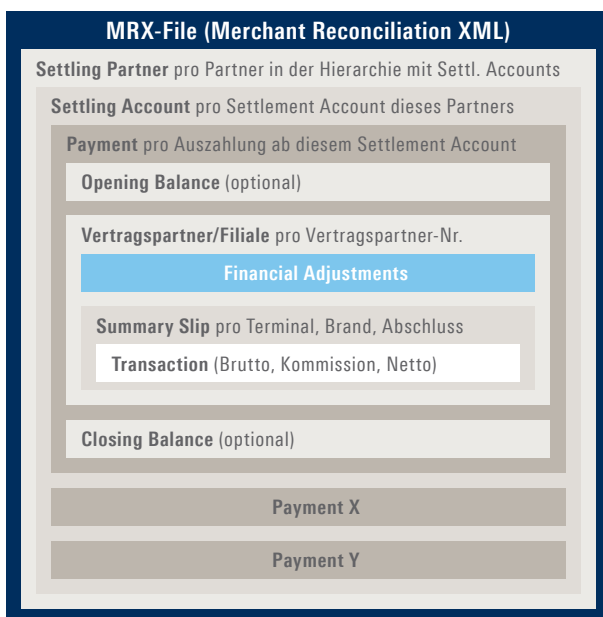 MRX-File (Merchant Reconciliation XML)
Settling Partner pro Partner in der Hierarchie mit Settl. Accounts
Settling Account pro Settlement Account dieses Partners
Payment pro Auszahlung ab diesem Settlement Account
Opening Balance (optional)
Vertragspartner/Filiale pro Vertragspartner-Nr.
Financial Adjustments
Summary Slip pro Terminal, Brand, Abschluss
Transaction (Brutto, Kommission, Netto)
Closing Balance (optional)
Payment X
Payment Y